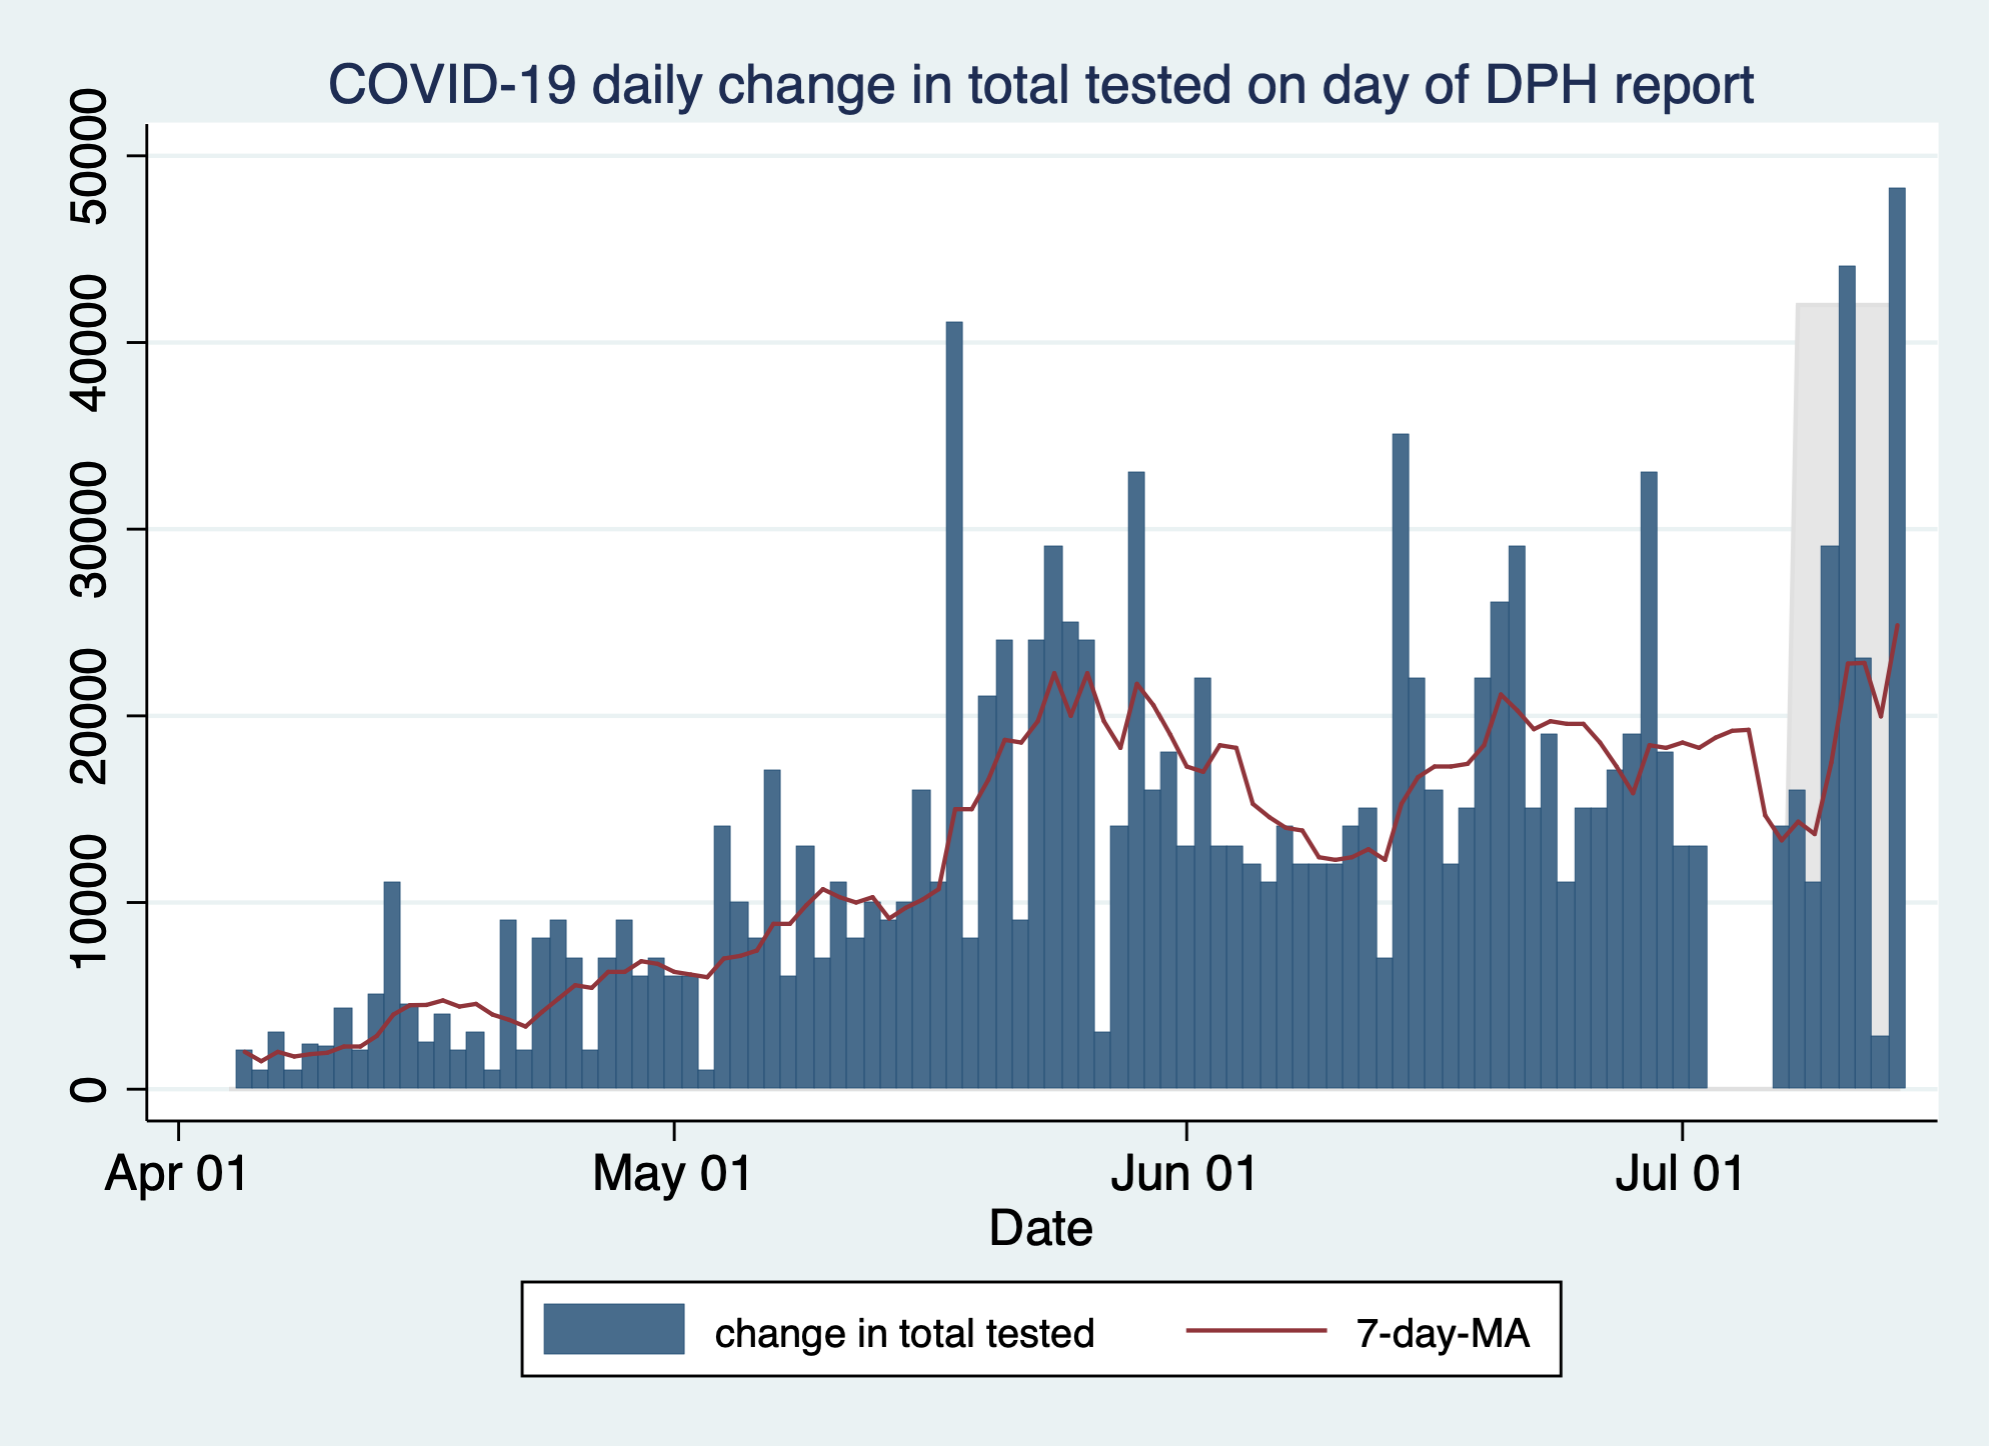 COVID-19 daily change in total tested on day of DPH report
50000
40000
30000
20000
10000
0
Apr 01 May 01 Jun 01 Jul 01
Date
change in total tested 7-day-MA